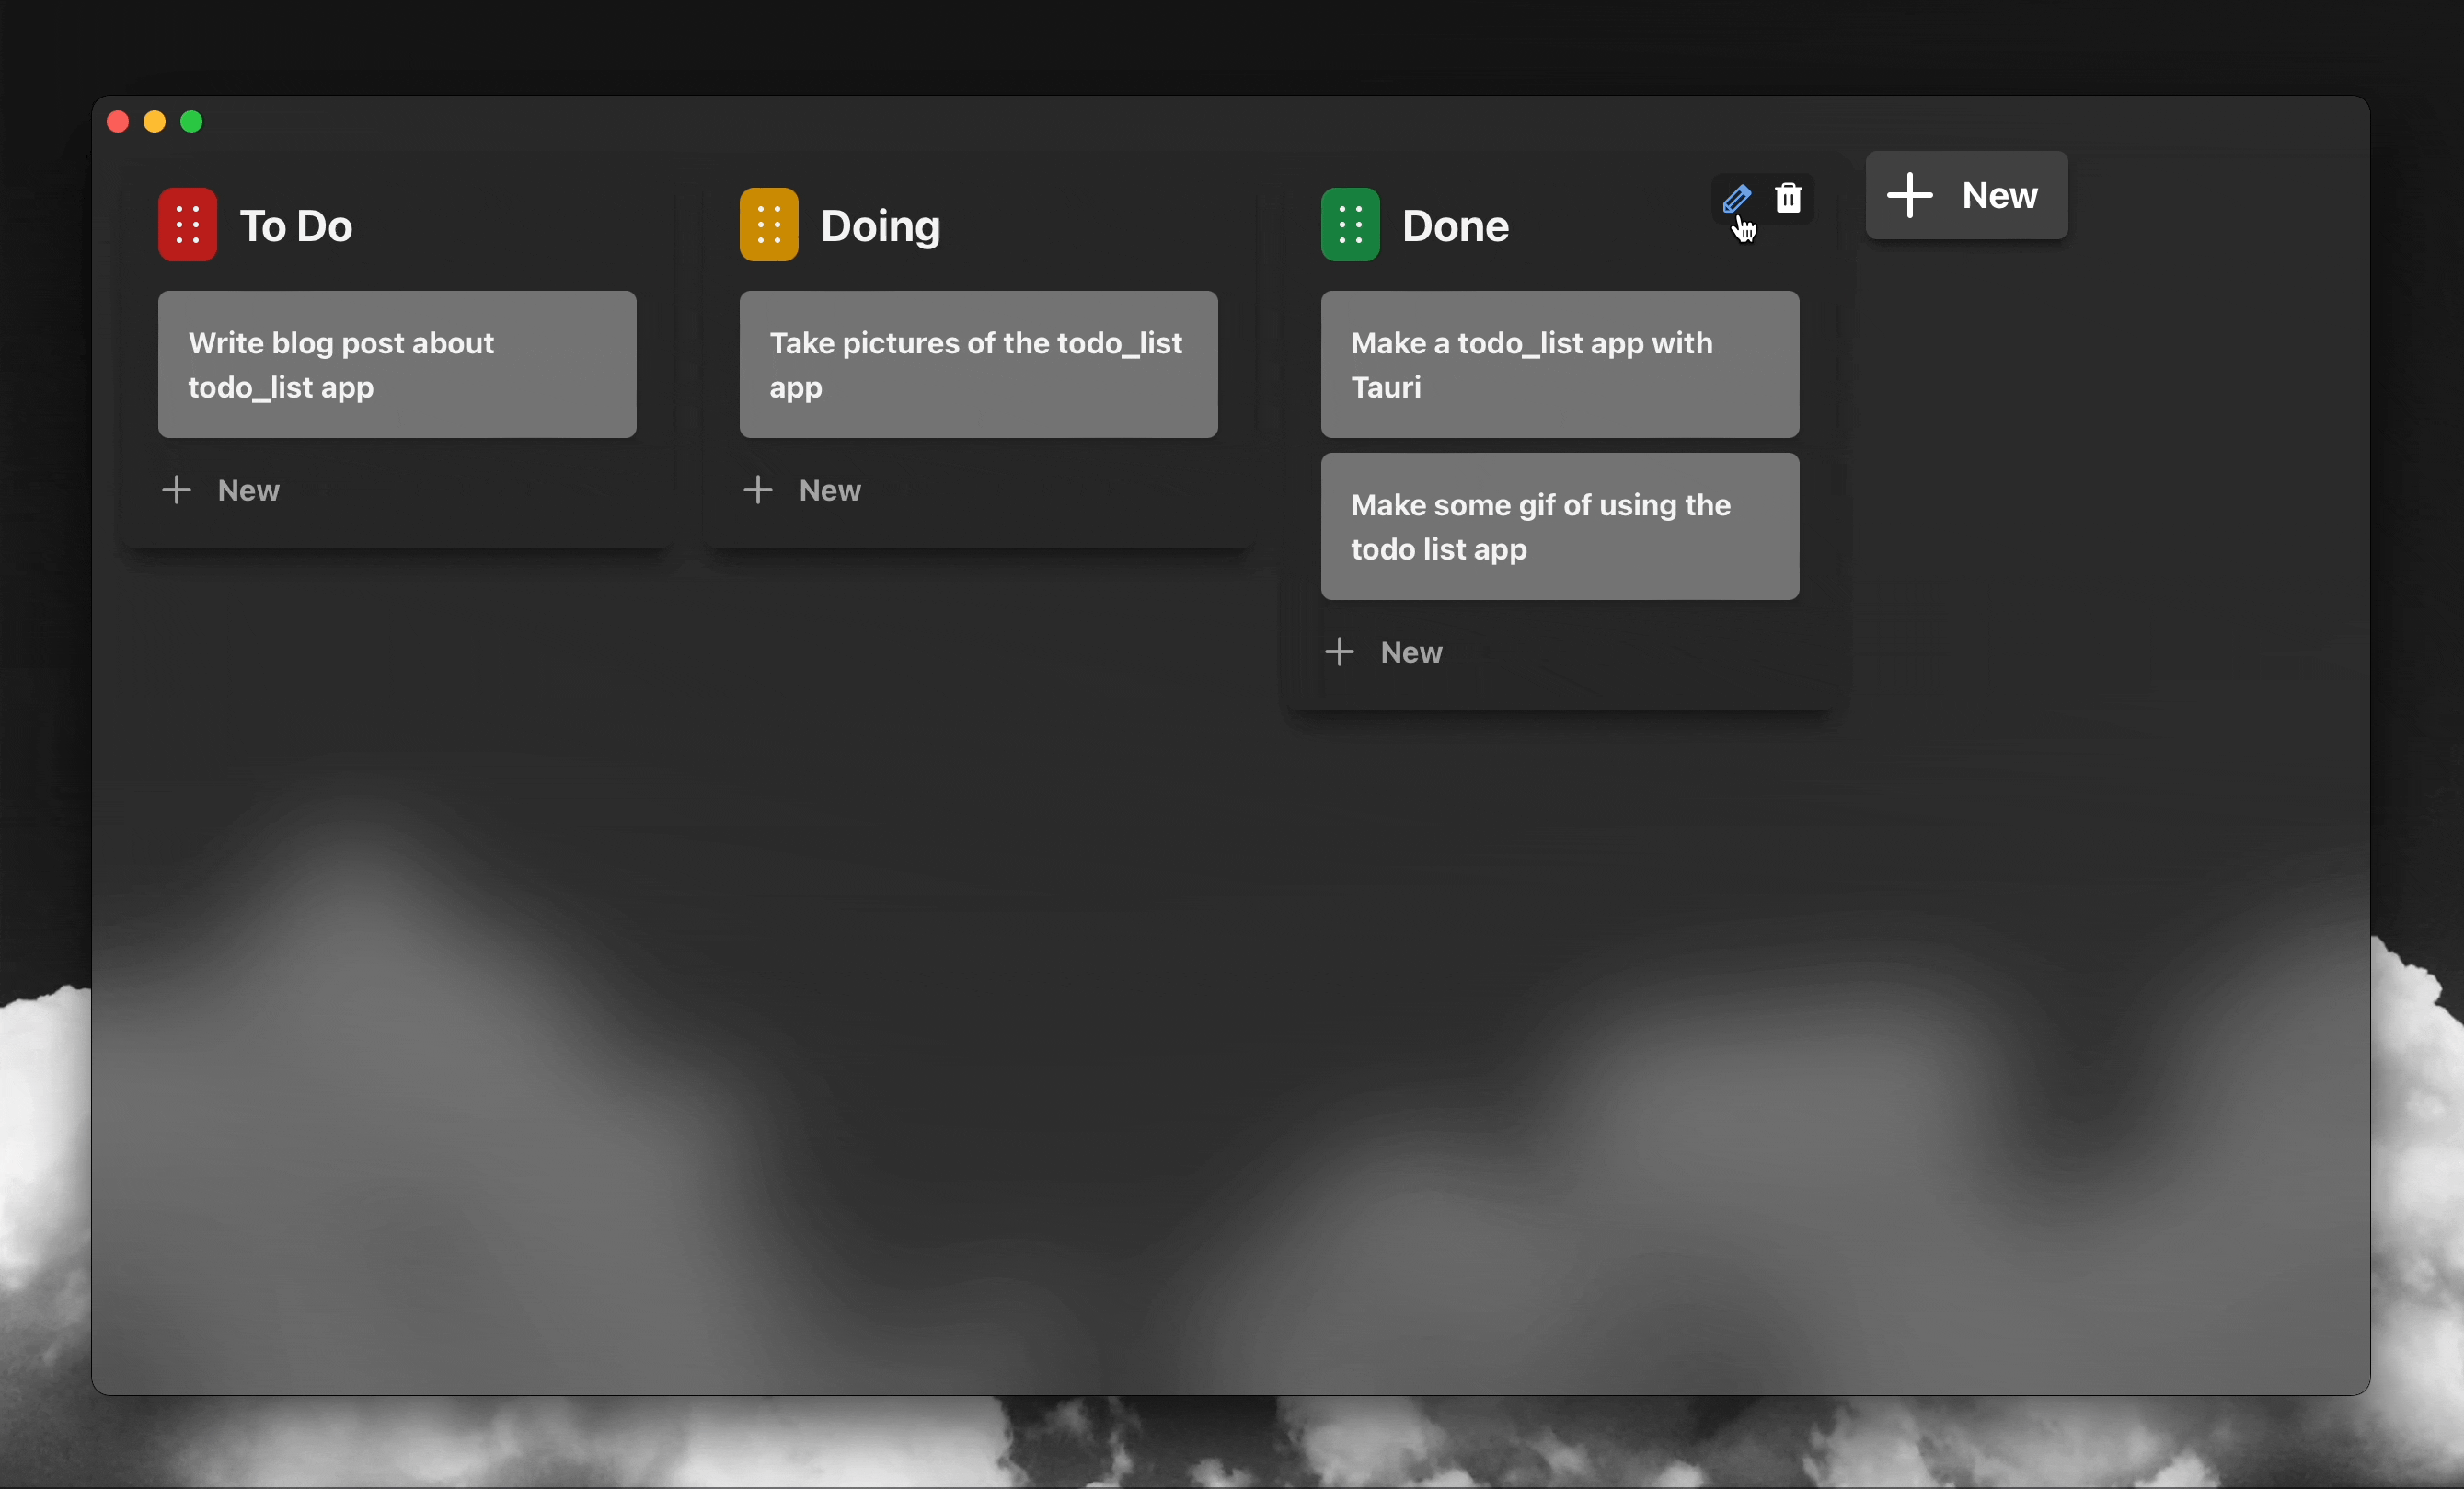 To Do
Write blog post about
todo_list app
New
Doing
Take pictures of the todo_list
app
New
Done
Make a todo_list app with
Tauri
Make some gif of using the
todo list app
New
New